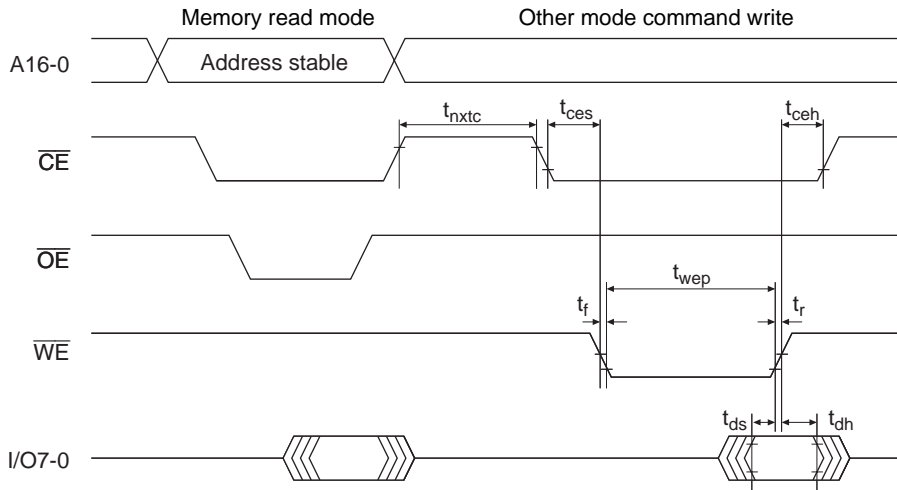 Memory read mode Other mode command write
A16-0 Address stable
tnxtc tces tceh
CE
OE
twep
tf tr
WE
tds tdh
I/O7-0